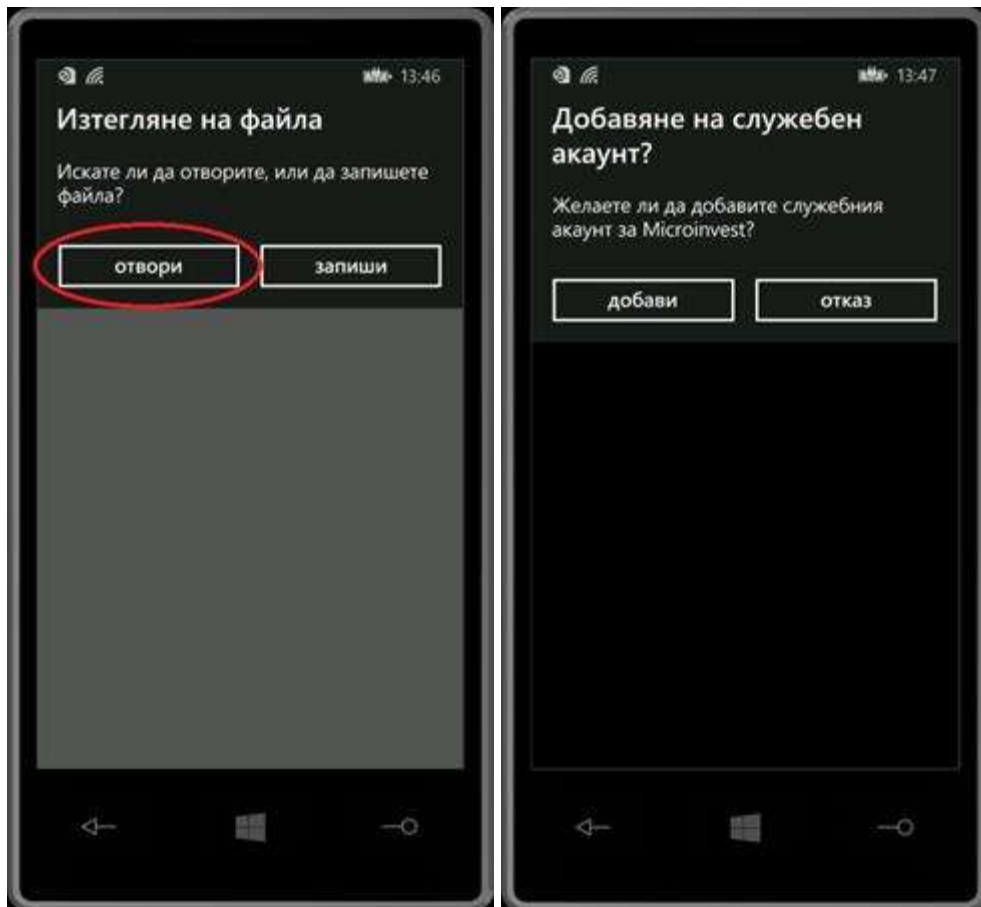 13:46
Изтегляне на файла
Искате ли да отворите, или да запишете
файла?
отвори
запиши
13:47
Добавяне на служебен
акаунт?
Желаете ли да добавите служебния
акаунт за Microinvest?
добави
отказ